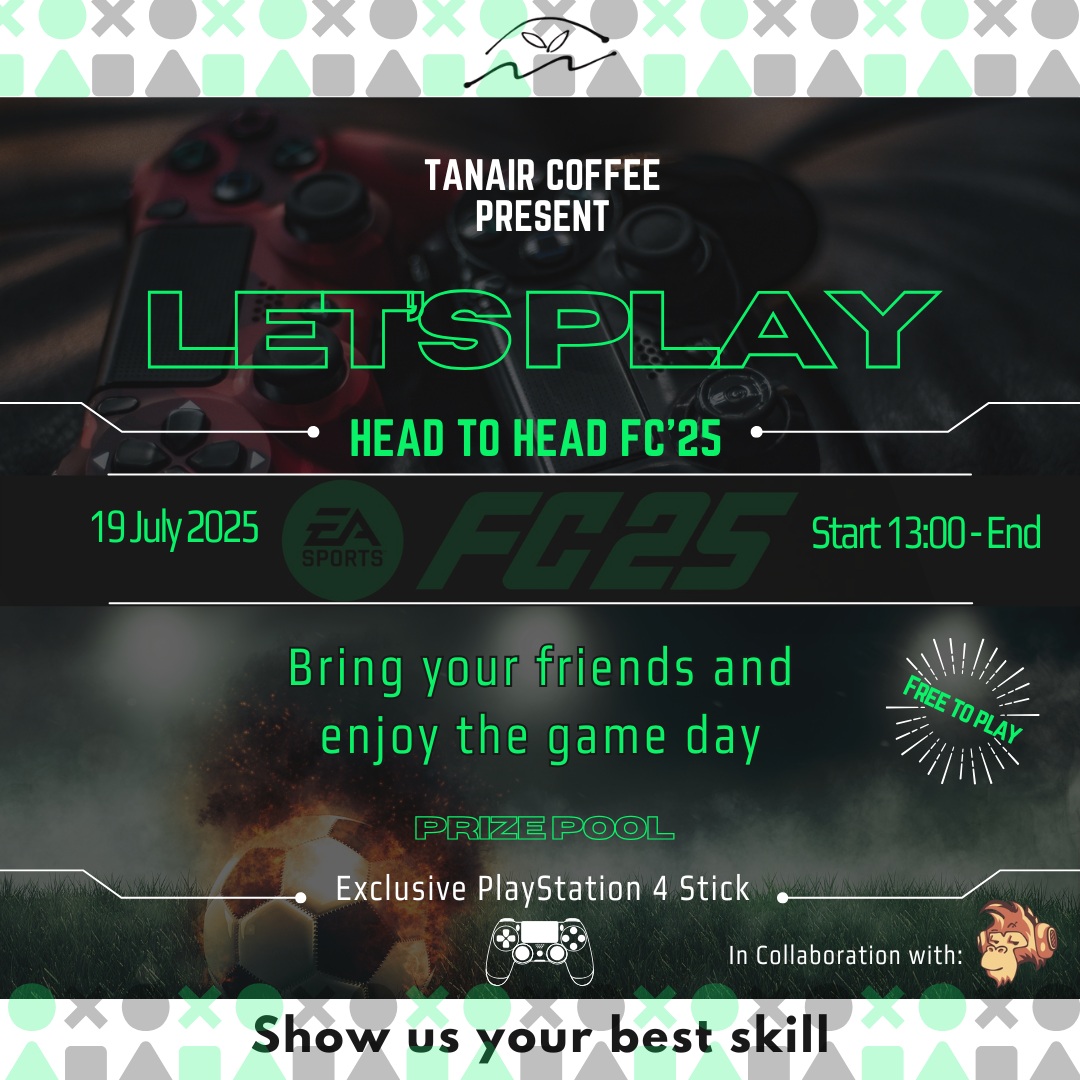 TANAIR COFFEE
PRESENT
LET'S PLAY
HEAD TO HEAD FC'25
19 July 2025
EA
SPORTS
FC25
Start 13:00 - End
Bring your friends and
enjoy the game day
FREE TO PLAY
PRIZE POOL
Exclusive PlayStation 4 Stick
In Collaboration with:
Show us your best skill